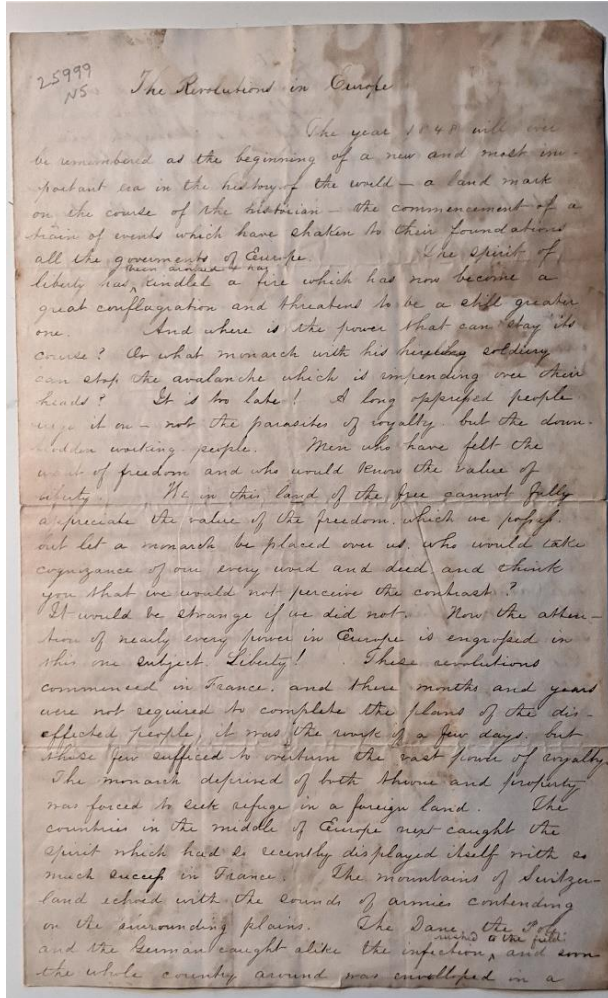 25999
NS
The Revolutions in Europe
The year 1848 will ever
be remembered as the beginning of a new and most im-
portant era in the history of the world – a land mark
on the course of the historian – the commencement of a
train of events which have shaken to their foundations
all the governments of Europe. The spirit of
been
liberty has, kindled a fire which has now become a
great conflagration and threatens to be a still greater
one. And where is the power that can stay its
course? Or what monarch with his hireling soldiery
can stop the avalanche which is impending over their
heads? It is too late! A long oppressed people
urge it on – not the parasites of royalty. but the down-
trodden working people. Men who have felt the
want of freedom and who would know the value of
liberty. We in this land of the free cannot fully
appreciate the value of the freedom. which we possess.
but let a monarch be placed over us. who would take
cognizance of our every word and deed. and think
you that we would not perceive the contrast?
It would be strange if we did not. Now the atten-
tion of nearly every power in Europe is engrossed in
this one subject Liberty! These revolutions
commenced in France. and there months and years
were not required to complete the plans of the dis-
affected people, it was the work of a few days. but
these few sufficed to overturn the vast power of royalty.
The monarch deprived of both throne and property
was forced to seek refuge in a foreign land. The
countries in the middle of Europe next caught the
spirit which had so recently displayed itself with so
much success in France. The mountains of Switzer-
land echoed with the sounds of armies contending
on the surrounding plains. The Dane, the Pole
rushed to the field
and the German caught alike the infection, and soon
the whole country around was envelloped in a